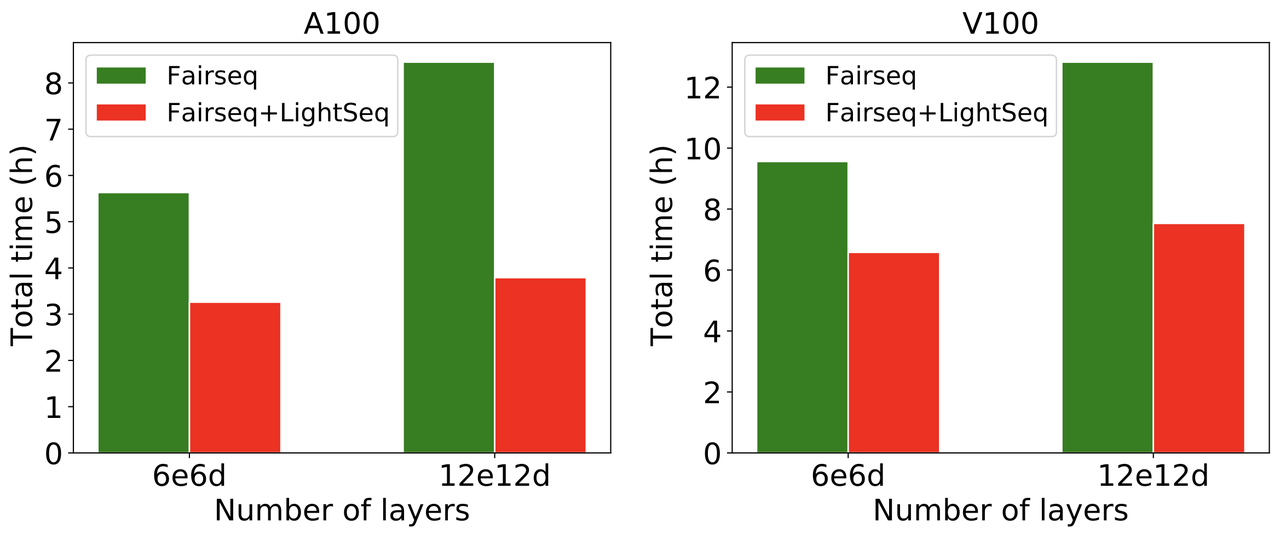 A100
Fairseq
Fairseq+LightSeq
Total time (h)
8
7
6
5
4
3
2
1
0
6e6d
12e12d
Number of layers
V100
Fairseq
Fairseq+LightSeq
Total time (h)
12
10
8
6
4
2
0
6e6d
12e12d
Number of layers